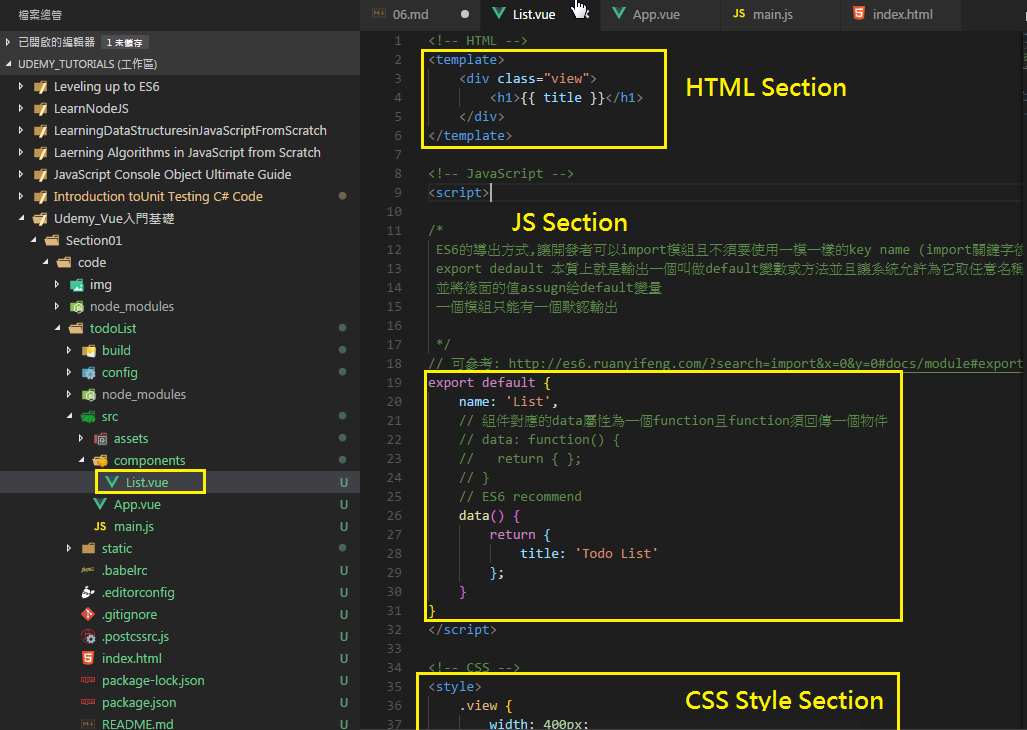 檔案總管
已開啟的編輯器 1 未儲存
UDEMY_TUTORIALS (工作區)
Leveling up to ES6
LearnNodeJS
LearningDataStructuresinJavaScriptFromScratch
Laerning Algorithms in JavaScript from Scratch
JavaScript Console Object Ultimate Guide
Introduction toUnit Testing C# Code
Udemy_Vue入門基礎
Section01
code
img
node_modules
todoList
build
config
node_modules
src
assets
components
List.vue U
App.vue U
JS main.js U
static
.babelrc U
.editorconfig U
.gitignore U
.postcssrc.js U
index.html U
package-lock.json U
package.json U
README.md U
06.md
List.vue
App.vue
JS main.js
index.html
1 <!-- HTML -->
2 <template>
3 <div class="view">
4 <h1>{{ title }}</h1>
5 </div>
6 </template>
HTML Section
7
8 <!-- JavaScript -->
9 <script>
10
JS Section
11 /*
12 ES6的導出方式,讓開發者可以import模組且不須要使用一模一樣的key name (import關鍵字後
13 export dedault 本質上就是輸出一個叫做default變數或方法並且讓系統允許為它取任意名稱
14 並將後面的值assugn給default變量
15 一個模組只能有一個默認輸出
16
17 */
18 // 可參考: http://es6.ruanyifeng.com/?search=import&x=0&y=0#docs/module#export
19 export default {
20 name: 'List',
21 // 組件對應的data屬性為一個function且function須回傳一個物件
22 // data: function() {
23 // return { };
24 // }
25 // ES6 recommend
26 data() {
27 return {
28 title: 'Todo List'
29 };
30 }
31 }
32 </script>
33
34 <!-- CSS -->
35 <style>
36 .view {
37 width: 400px;
CSS Style Section